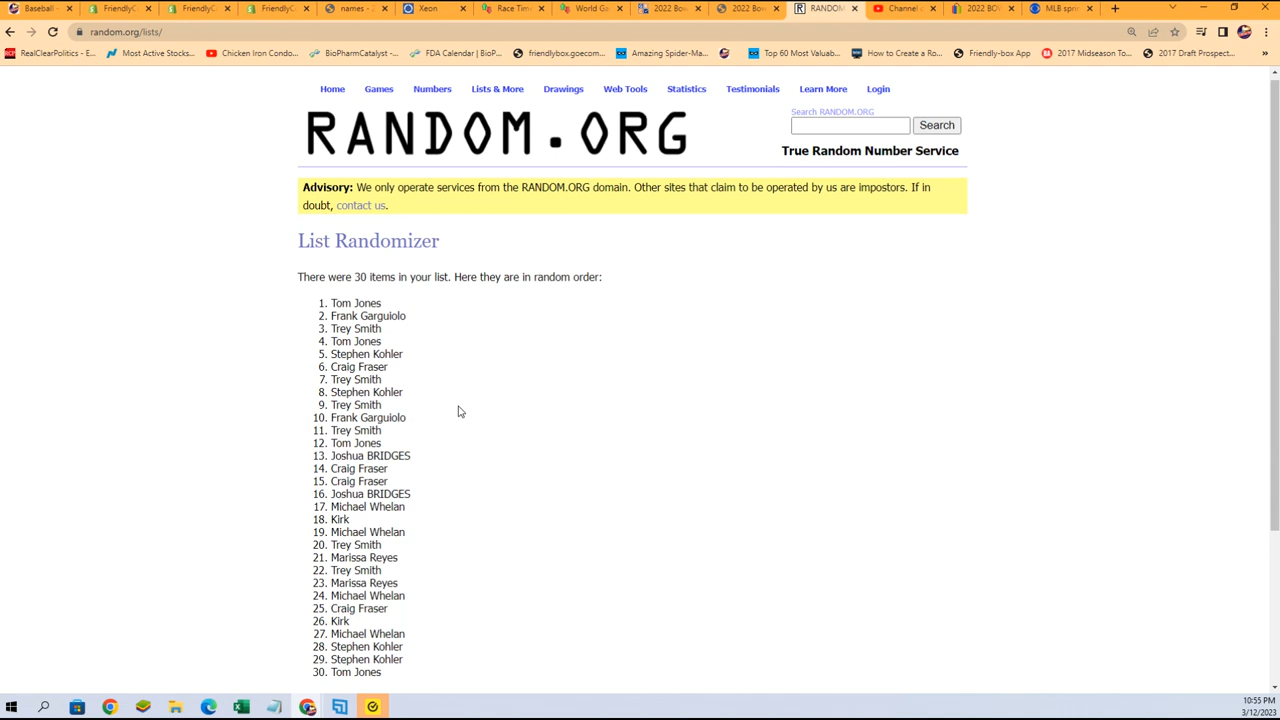 Baseball -
FriendlyC
FriendlyC
FriendlyC
names - 2
Xeon
Race Time
World Ga
2022 Bow
2022 Bow
RANDOM
Channel c
2022 BOW
MLB spri
random.org/lists/
RealClearPolitics - E...
Most Active Stocks...
Chicken Iron Condo...
BioPharmCatalyst -...
FDA Calendar | BioP...
friendlybox.goecom...
Amazing Spider-Ma...
Top 60 Most Valuab...
How to Create a Ro...
Friendly-box App
2017 Midseason To...
2017 Draft Prospect...
»
Home Games Numbers Lists & More Drawings Web Tools Statistics Testimonials Learn More Login
RANDOM.ORG
Search RANDOM.ORG
Search
True Random Number Service
Advisory: We only operate services from the RANDOM.ORG domain. Other sites that claim to be operated by us are impostors. If in
doubt, contact us.
List Randomizer
There were 30 items in your list. Here they are in random order:
1. Tom Jones
2. Frank Garguiolo
3. Trey Smith
4. Tom Jones
5. Stephen Kohler
6. Craig Fraser
7. Trey Smith
8. Stephen Kohler
9. Trey Smith
10. Frank Garguiolo
11. Trey Smith
12. Tom Jones
13. Joshua BRIDGES
14. Craig Fraser
15. Craig Fraser
16. Joshua BRIDGES
17. Michael Whelan
18. Kirk
19. Michael Whelan
20. Trey Smith
21. Marissa Reyes
22. Trey Smith
23. Marissa Reyes
24. Michael Whelan
25. Craig Fraser
26. Kirk
27. Michael Whelan
28. Stephen Kohler
29. Stephen Kohler
30. Tom Jones
10:55 PM
3/12/2023